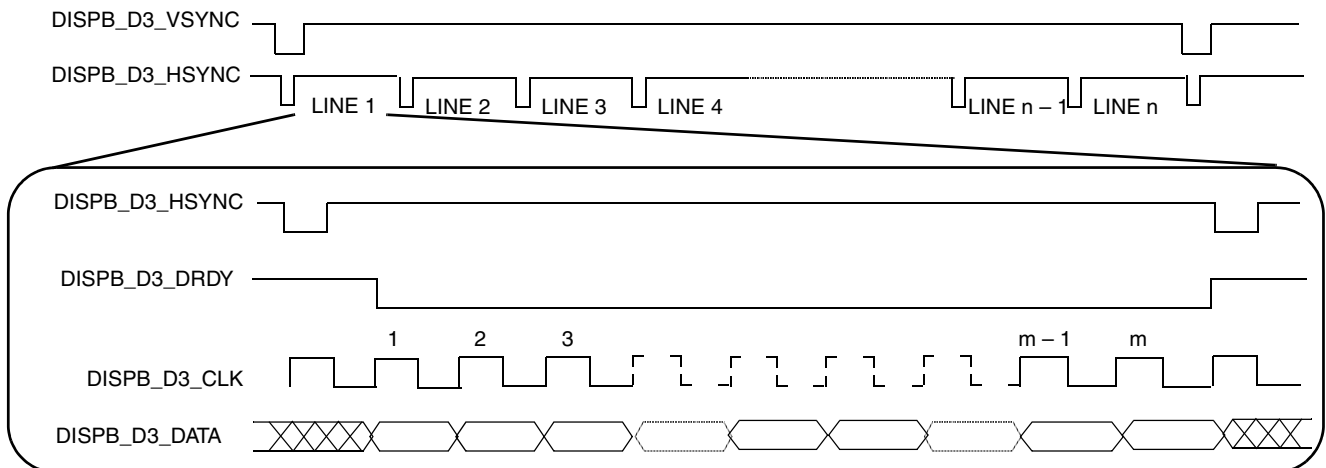 DISPB_D3_VSYNC
DISPB_D3_HSYNC
LINE 1 LINE 2 LINE 3 LINE 4 LINE n – 1 LINE n
DISPB_D3_HSYNC
DISPB_D3_DRDY
1 2 3 m – 1 m
DISPB_D3_CLK
DISPB_D3_DATA